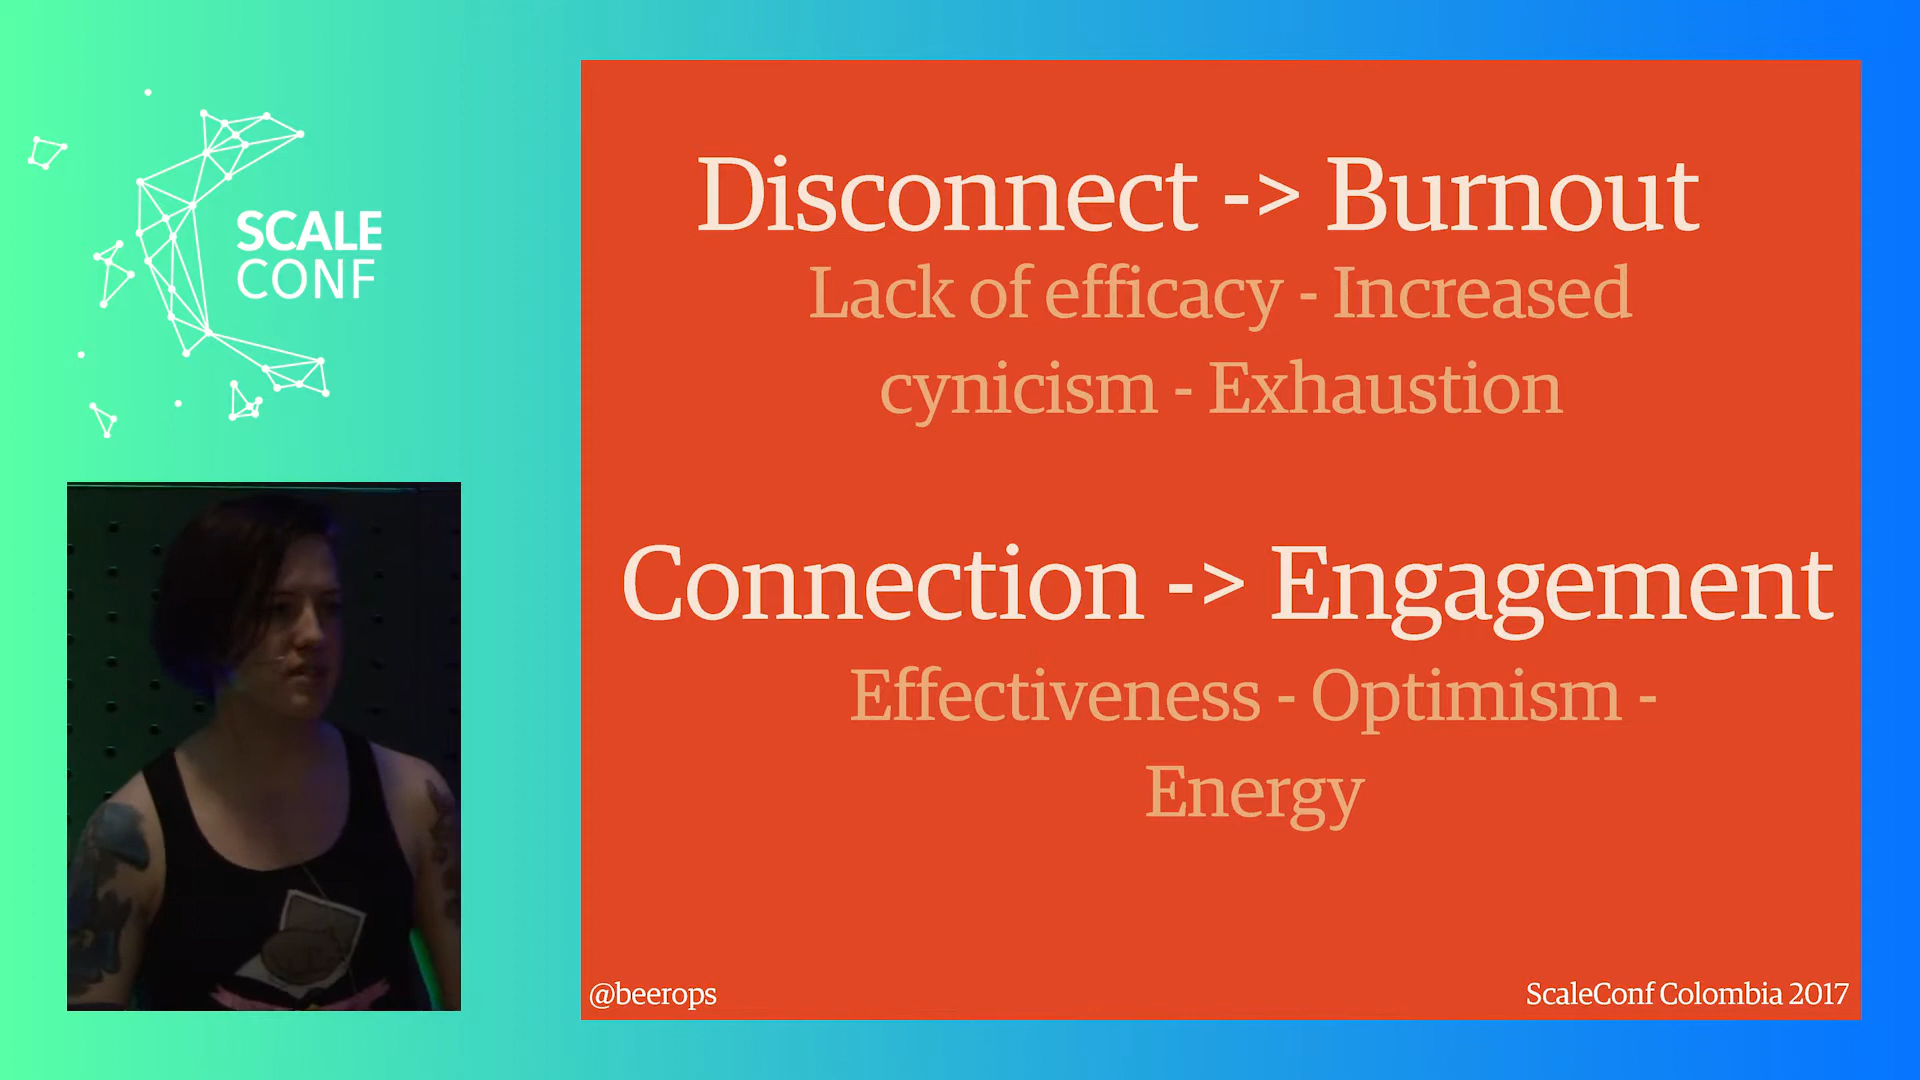 SCALE
CONF
Disconnect -> Burnout
Lack of efficacy - Increased
cynicism - Exhaustion
Connection -> Engagement
Effectiveness - Optimism -
Energy
@beerops
ScaleConf Colombia 2017